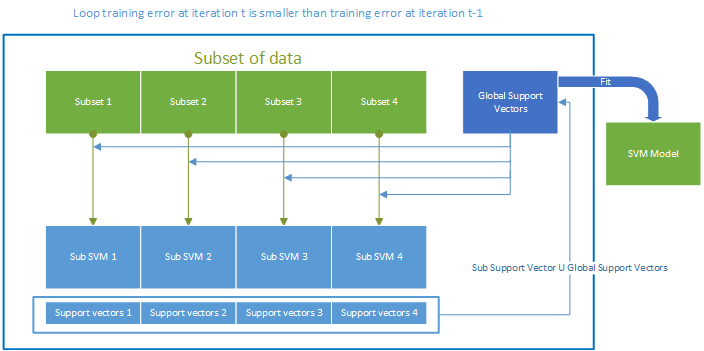 Loop training error at iteration t is smaller than training error at iteration t-1
Subset of data
Subset 1
Subset 2
Subset 3
Subset 4
Global Support
Vectors
Fit
SVM Model
Sub SVM 1
Sub SVM 2
Sub SVM 3
Sub SVM 4
Sub Support Vector U Global Support Vectors
Support vectors 1
Support vectors 2
Support vectors 3
Support vectors 4